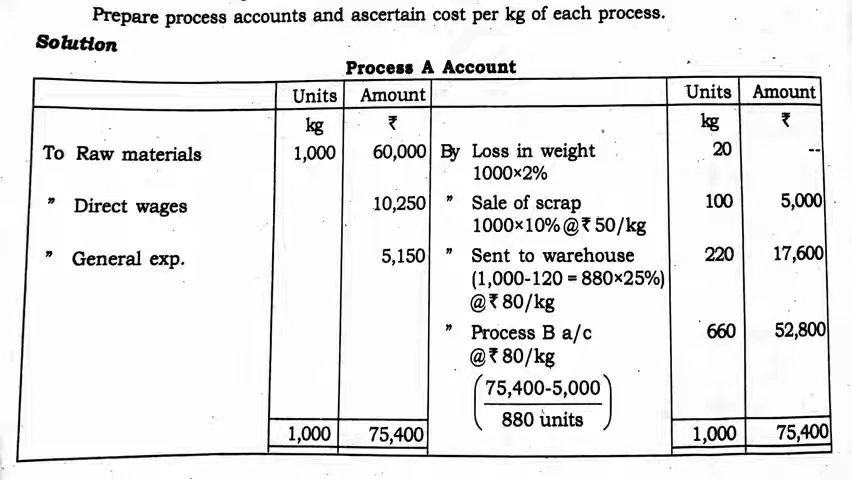 Prepare process accounts and ascertain cost per kg of each process.
Solution
Process A Account
Units Amount Units Amount
kg ₹ kg ₹
To Raw materials 1,000 60,000 By Loss in weight 20 --
1000×2%
" Direct wages 10,250 " Sale of scrap 100 5,000
1000×10%@₹50/kg
" General exp. 5,150 " Sent to warehouse 220 17,600
(1,000-120 = 880×25%)
@₹80/kg
" Process B a/c 660 52,800
@₹80/kg
(75,400-5,000
880 units)
1,000 75,400 1,000 75,400